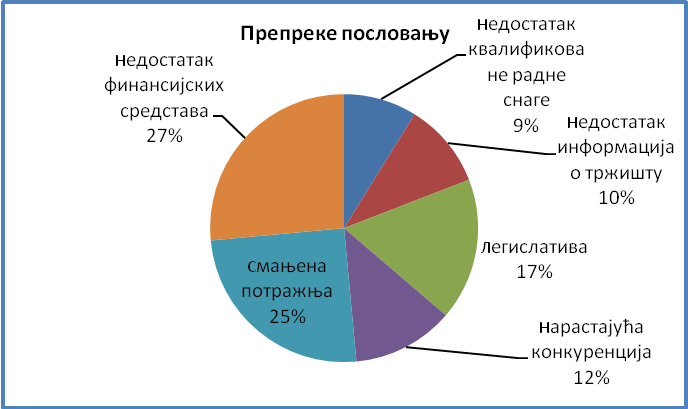 Препреке пословању
недостатак
квалификова
не радне
снаге
9%
недостатак
информација
о тржишту
10%
легислатива
17%
нарастајућа
конкуренција
12%
смањена
потражња
25%
недостатак
финансијских
средстава
27%